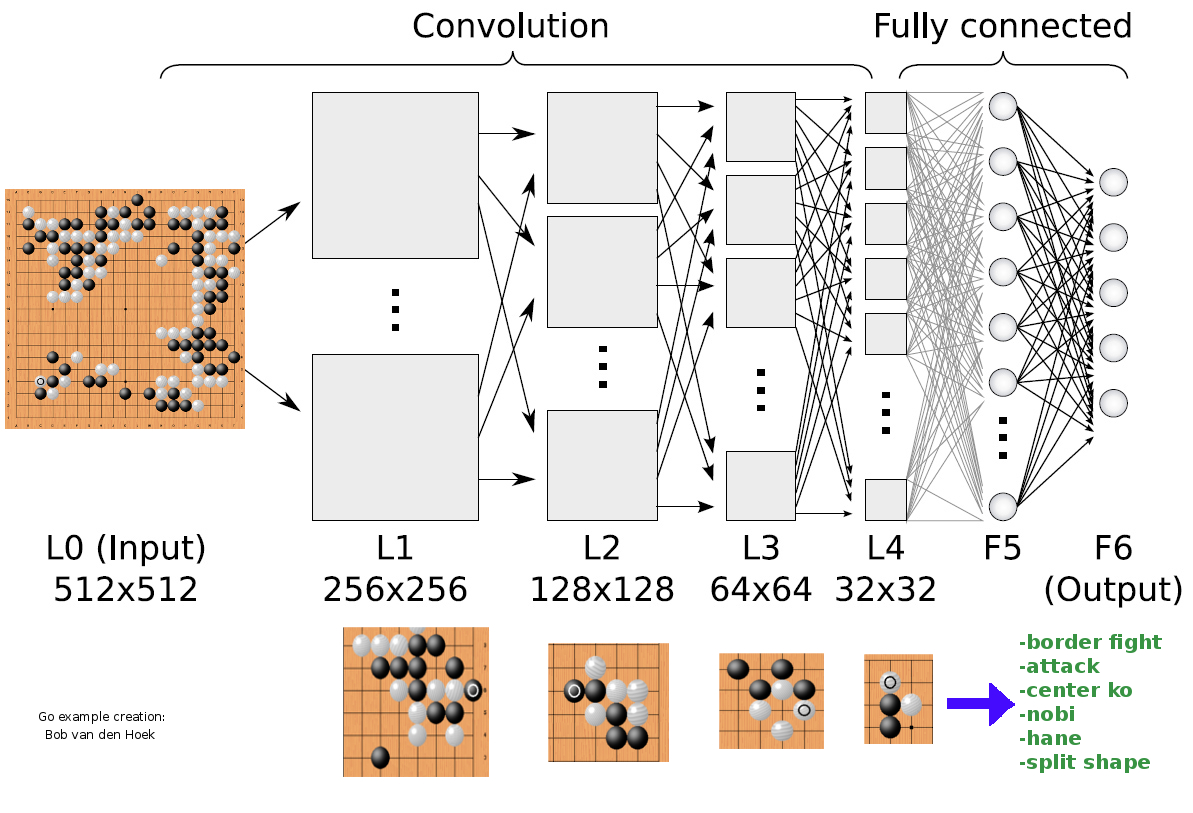 Convolution
Fully connected
L0 (Input)
512x512
L1
256x256
L2
128x128
L3
64x64
L4
32x32
F5
F6
(Output)
-border fight
-attack
-center ko
-nobi
-hane
-split shape
Go example creation:
Bob van den Hoek